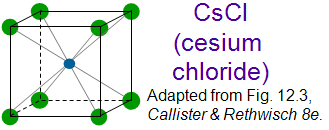 CsCl
(cesium
chloride)
Adapted from Fig. 12.3,
Callister & Rethwisch 8e.